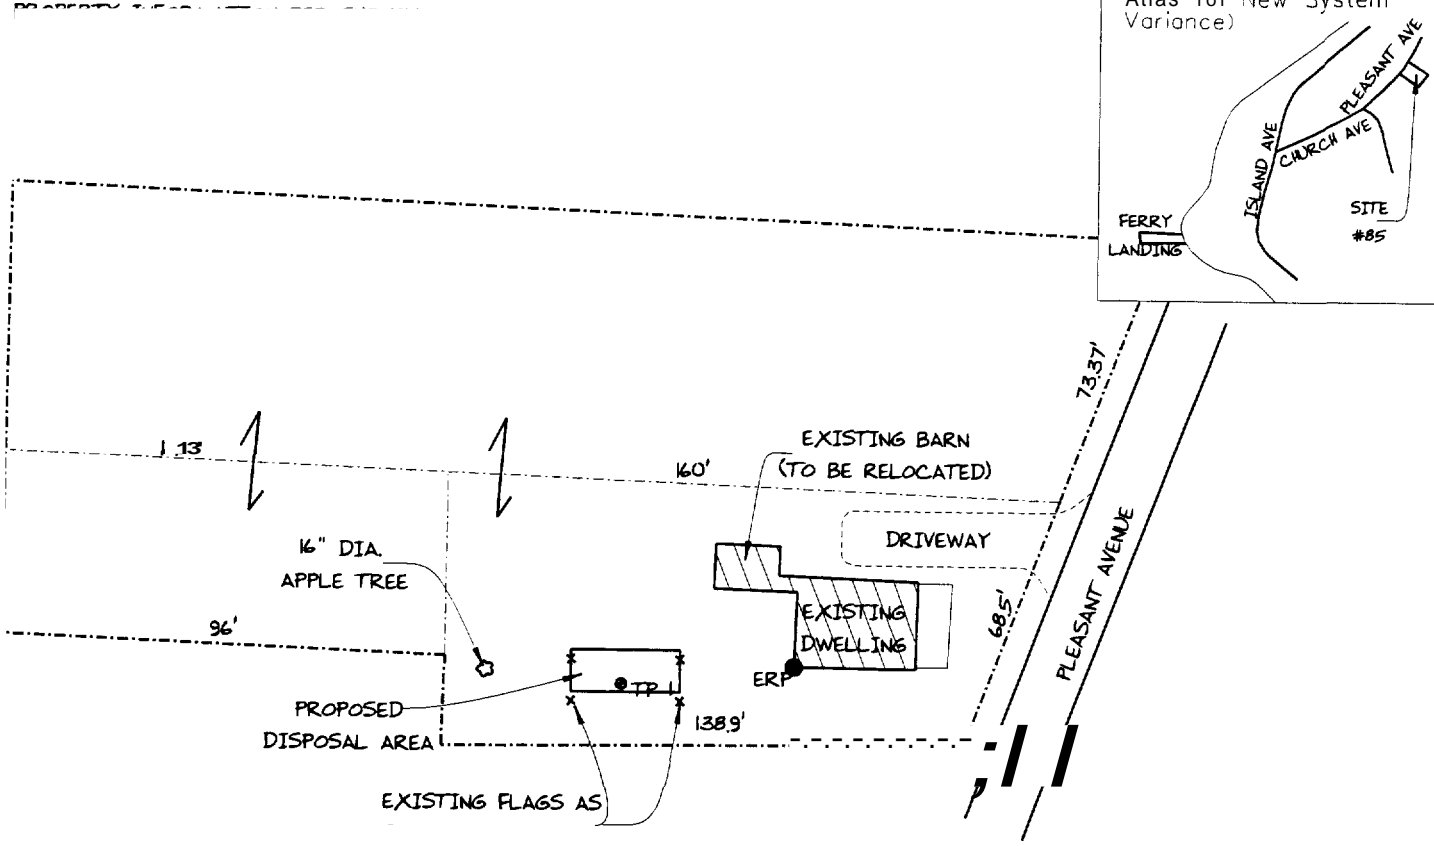 Atlas for New System
Variance)
PLEASANT AVE
ISLAND AVE
CHURCH AVE
FERRY
LANDING
SITE
#85
73.37'
EXISTING BARN
(TO BE RELOCATED)
160'
DRIVEWAY
16" DIA.
APPLE TREE
EXISTING
DWELLING
68.5'
PLEASANT AVENUE
96'
ERP
TP 1
PROPOSED
DISPOSAL AREA
138.9'
EXISTING FLAGS AS